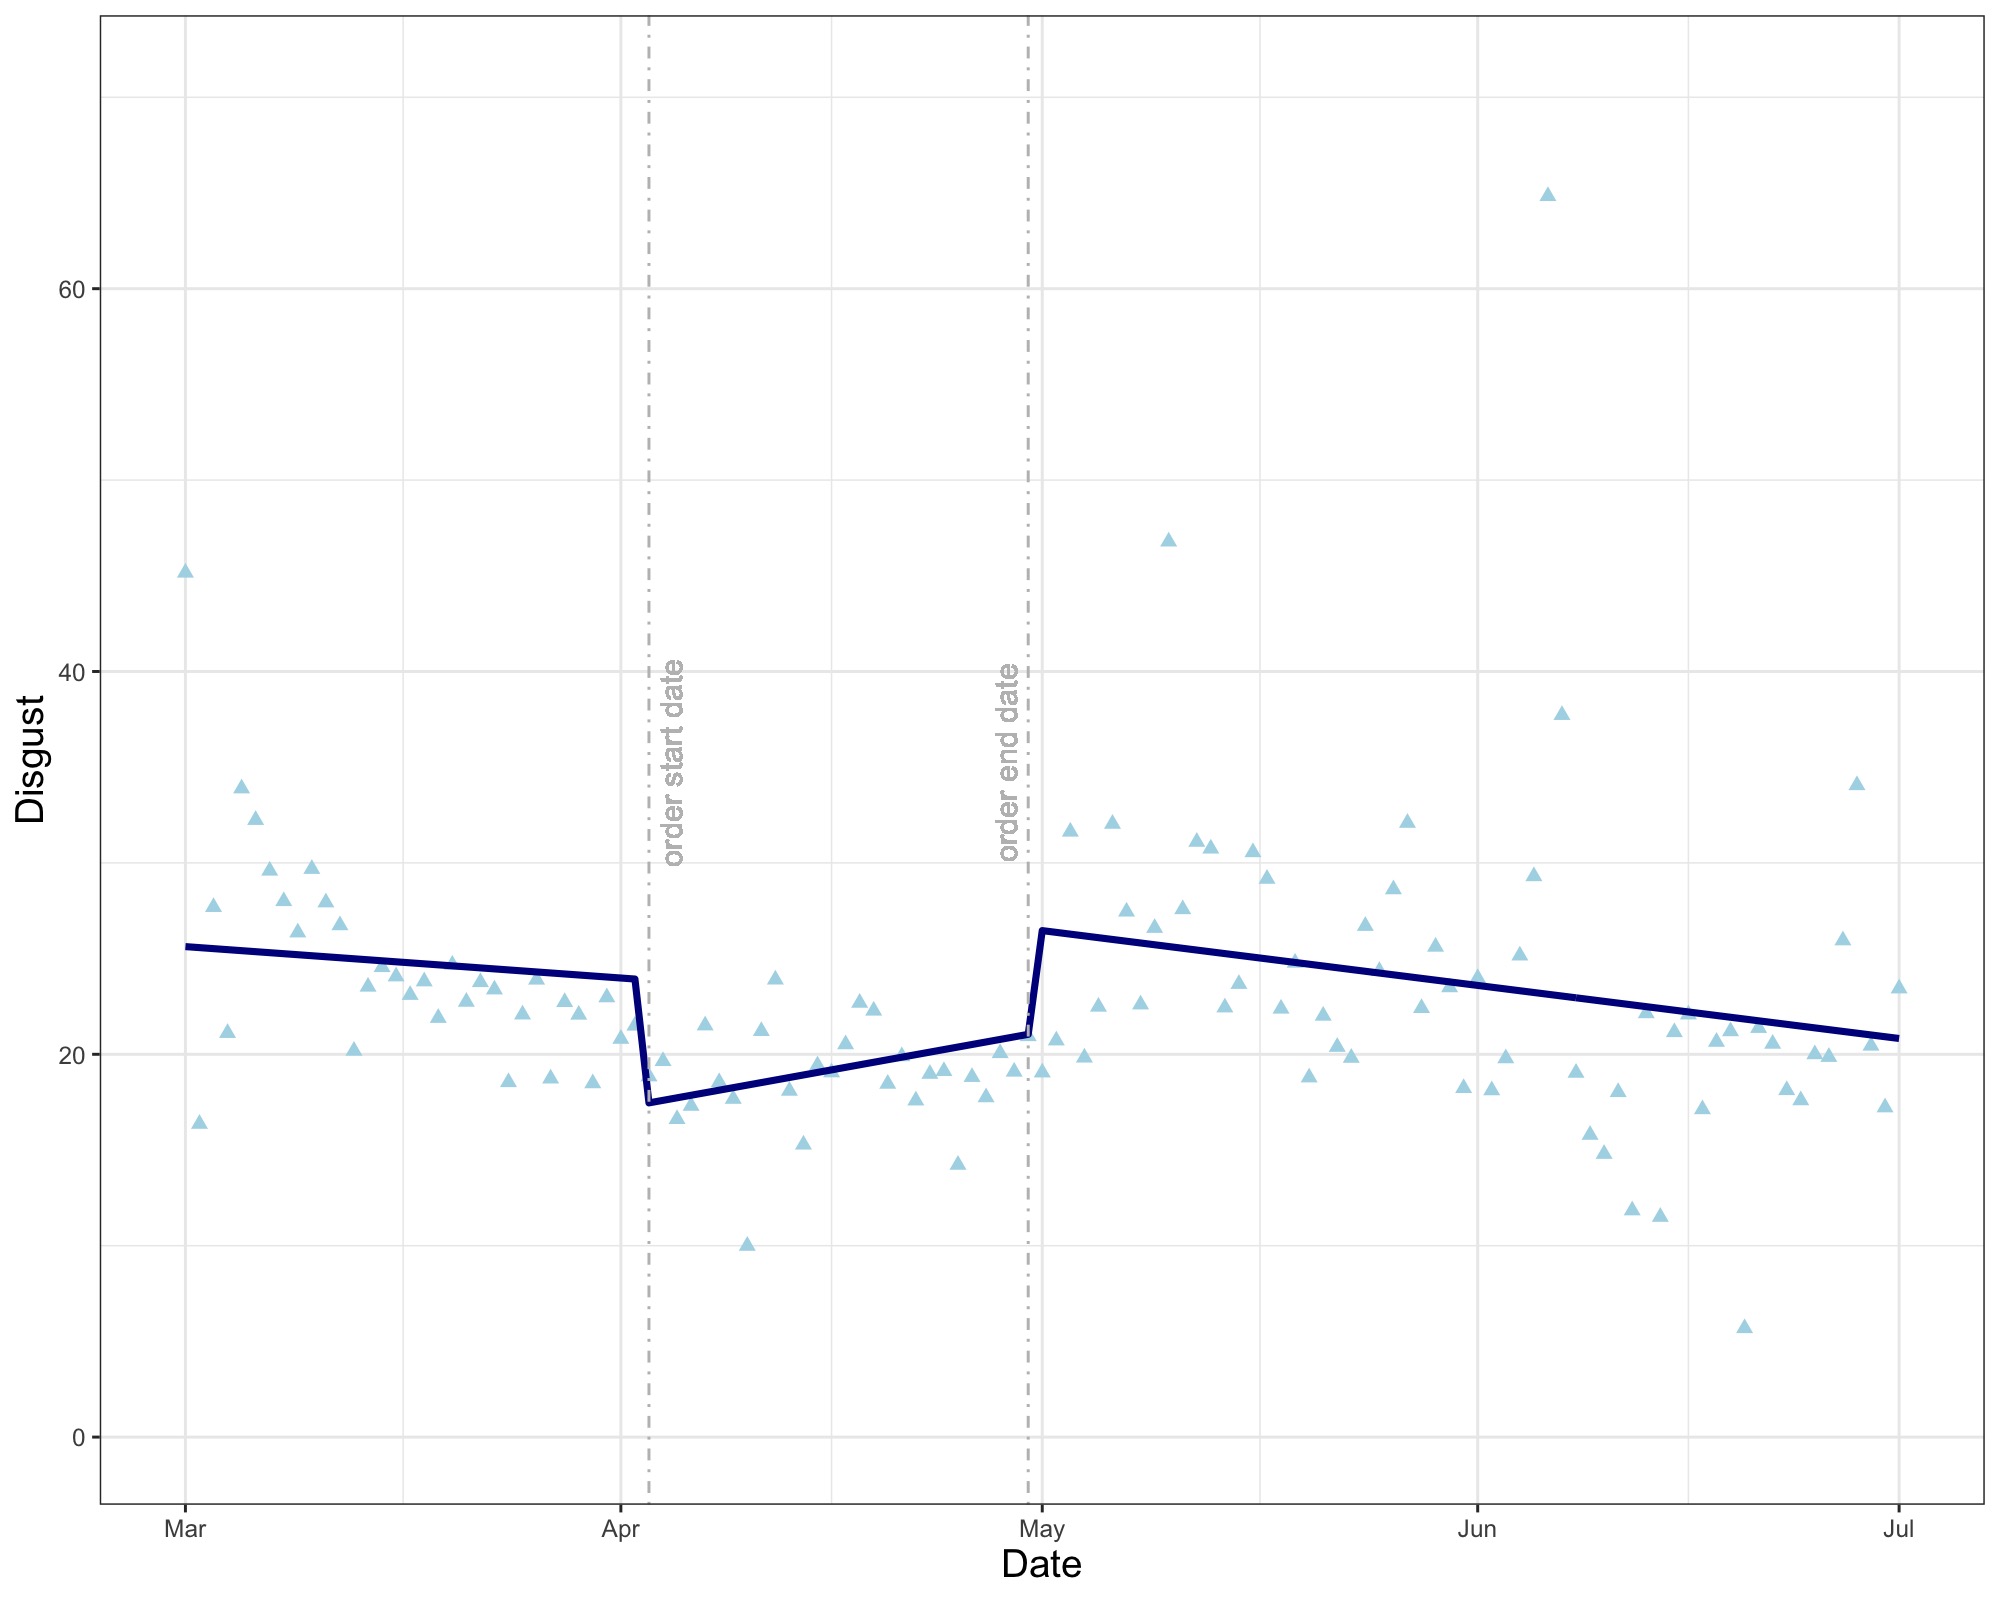 60
40
20
0
Disgust
order start date
order end date
Mar
Apr
May
Jun
Jul
Date